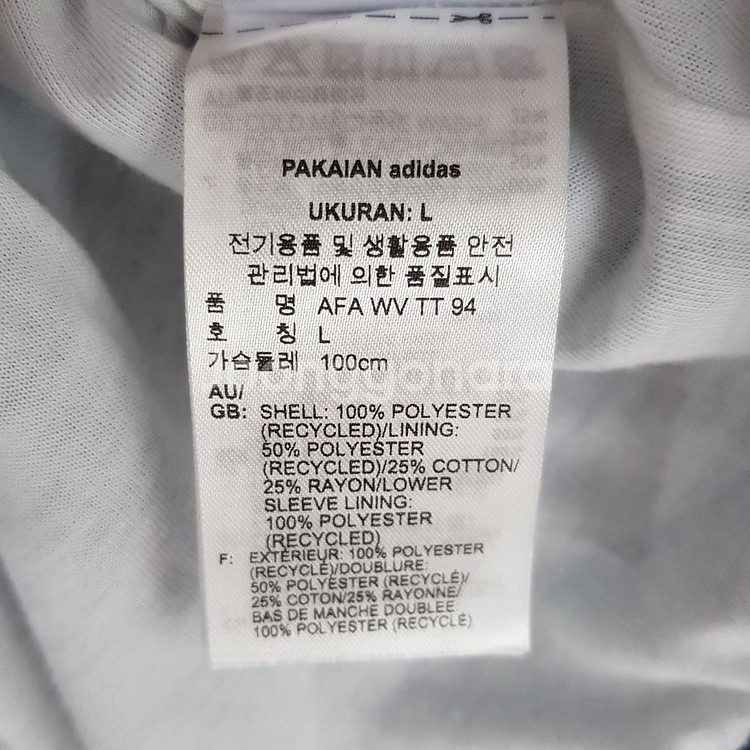 PAKAIAN adidas
UKURAN: L
전기용품 및 생활용품 안전
관리법에 의한 품질표시
품 명 AFA WV TT 94
호 칭 L
가슴둘레 100cm
AU/
GB: SHELL: 100% POLYESTER
(RECYCLED)/LINING:
50% POLYESTER
(RECYCLED)/25% COTTON/
25% RAYON/LOWER
SLEEVE LINING:
100% POLYESTER
(RECYCLED)
F: EXTÉRIEUR: 100% POLYESTER
(RECYCLÉ)/DOUBLURE:
50% POLYESTER (RECYCLÉ)/
25% COTON/25% RAYONNE/
BAS DE MANCHE DOUBLÉE:
100% POLYESTER (RECYCLÉ)